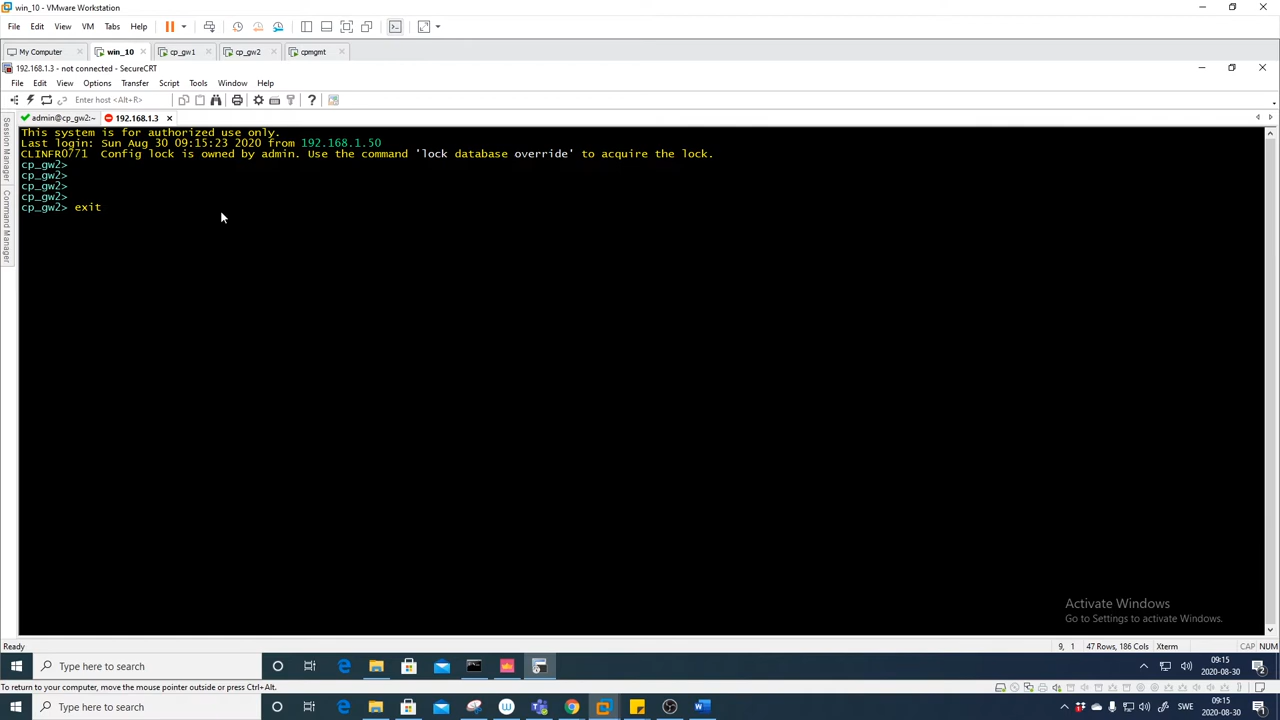 win_10 - VMware Workstation
File Edit View VM Tabs Help
My Computer win_10 cp_gw1 cp_gw2 cpmgmt
192.168.1.3 - not connected - SecureCRT
File Edit View Options Transfer Script Tools Window Help
Enter host <Alt+R>
admin@cp_gw2:~ 192.168.1.3
Session Manager
Command Manager
This system is for authorized use only.
Last login: Sun Aug 30 09:15:23 2020 from 192.168.1.50
CLINFR0771 Config lock is owned by admin. Use the command 'lock database override' to acquire the lock.
cp_gw2>
cp_gw2>
cp_gw2>
cp_gw2>
cp_gw2> exit
Activate Windows
Go to Settings to activate Windows.
Ready 9, 1 47 Rows, 186 Cols Xterm CAP NUM
Type here to search 09:15
2020-08-30 2
To return to your computer, move the mouse pointer outside or press Ctrl+Alt.
Type here to search SWE 09:15
2020-08-30 1